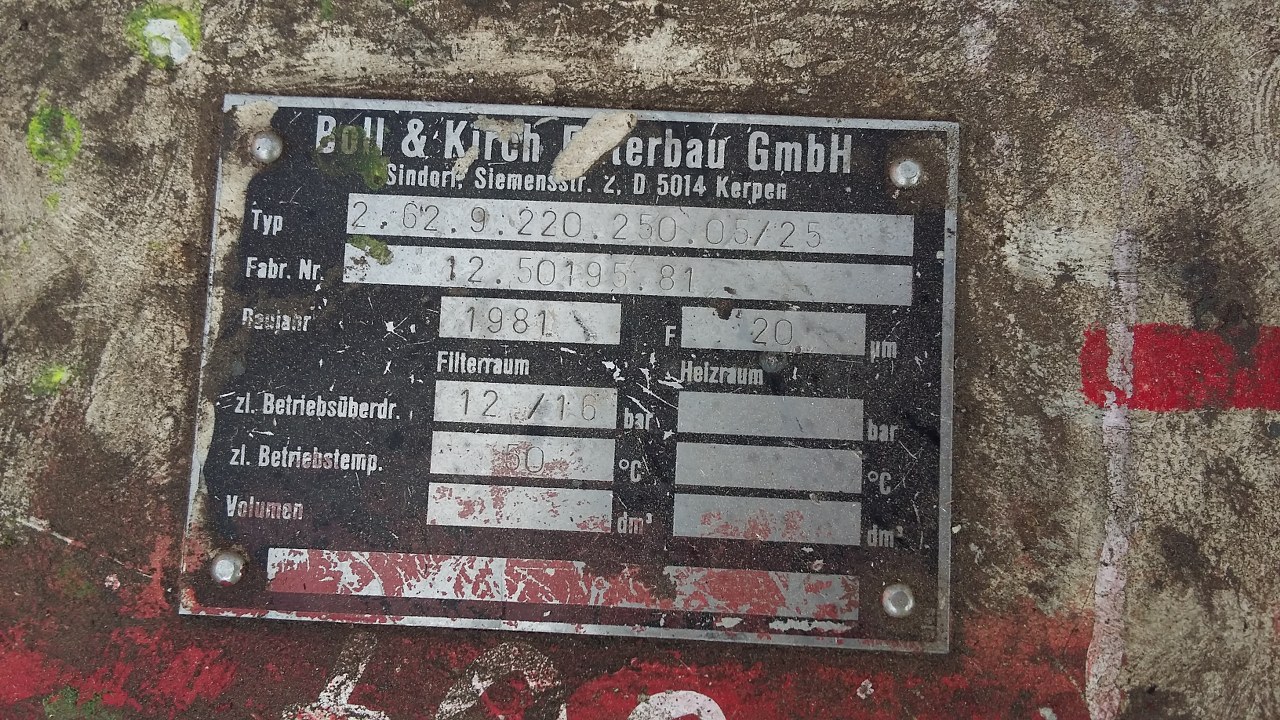 Boll & Kirch Filterbau GmbH
Sindorf, Siemensstr. 2, D 5014 Kerpen
Typ 2.62.9.220.250.05/25
Fabr. Nr. 12.50195.81
Baujahr 1981 F 20 µm
Filterraum Heizraum
zl. Betriebsüberdr. 12/16 bar bar
zl. Betriebstemp. 50 °C °C
Volumen dm³ dm³